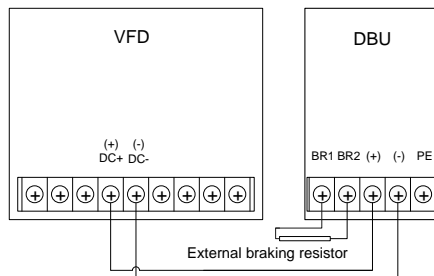 VFD
DBU
(+) (-)
DC+ DC-
BR1 BR2 (+) (-) PE
External braking resistor